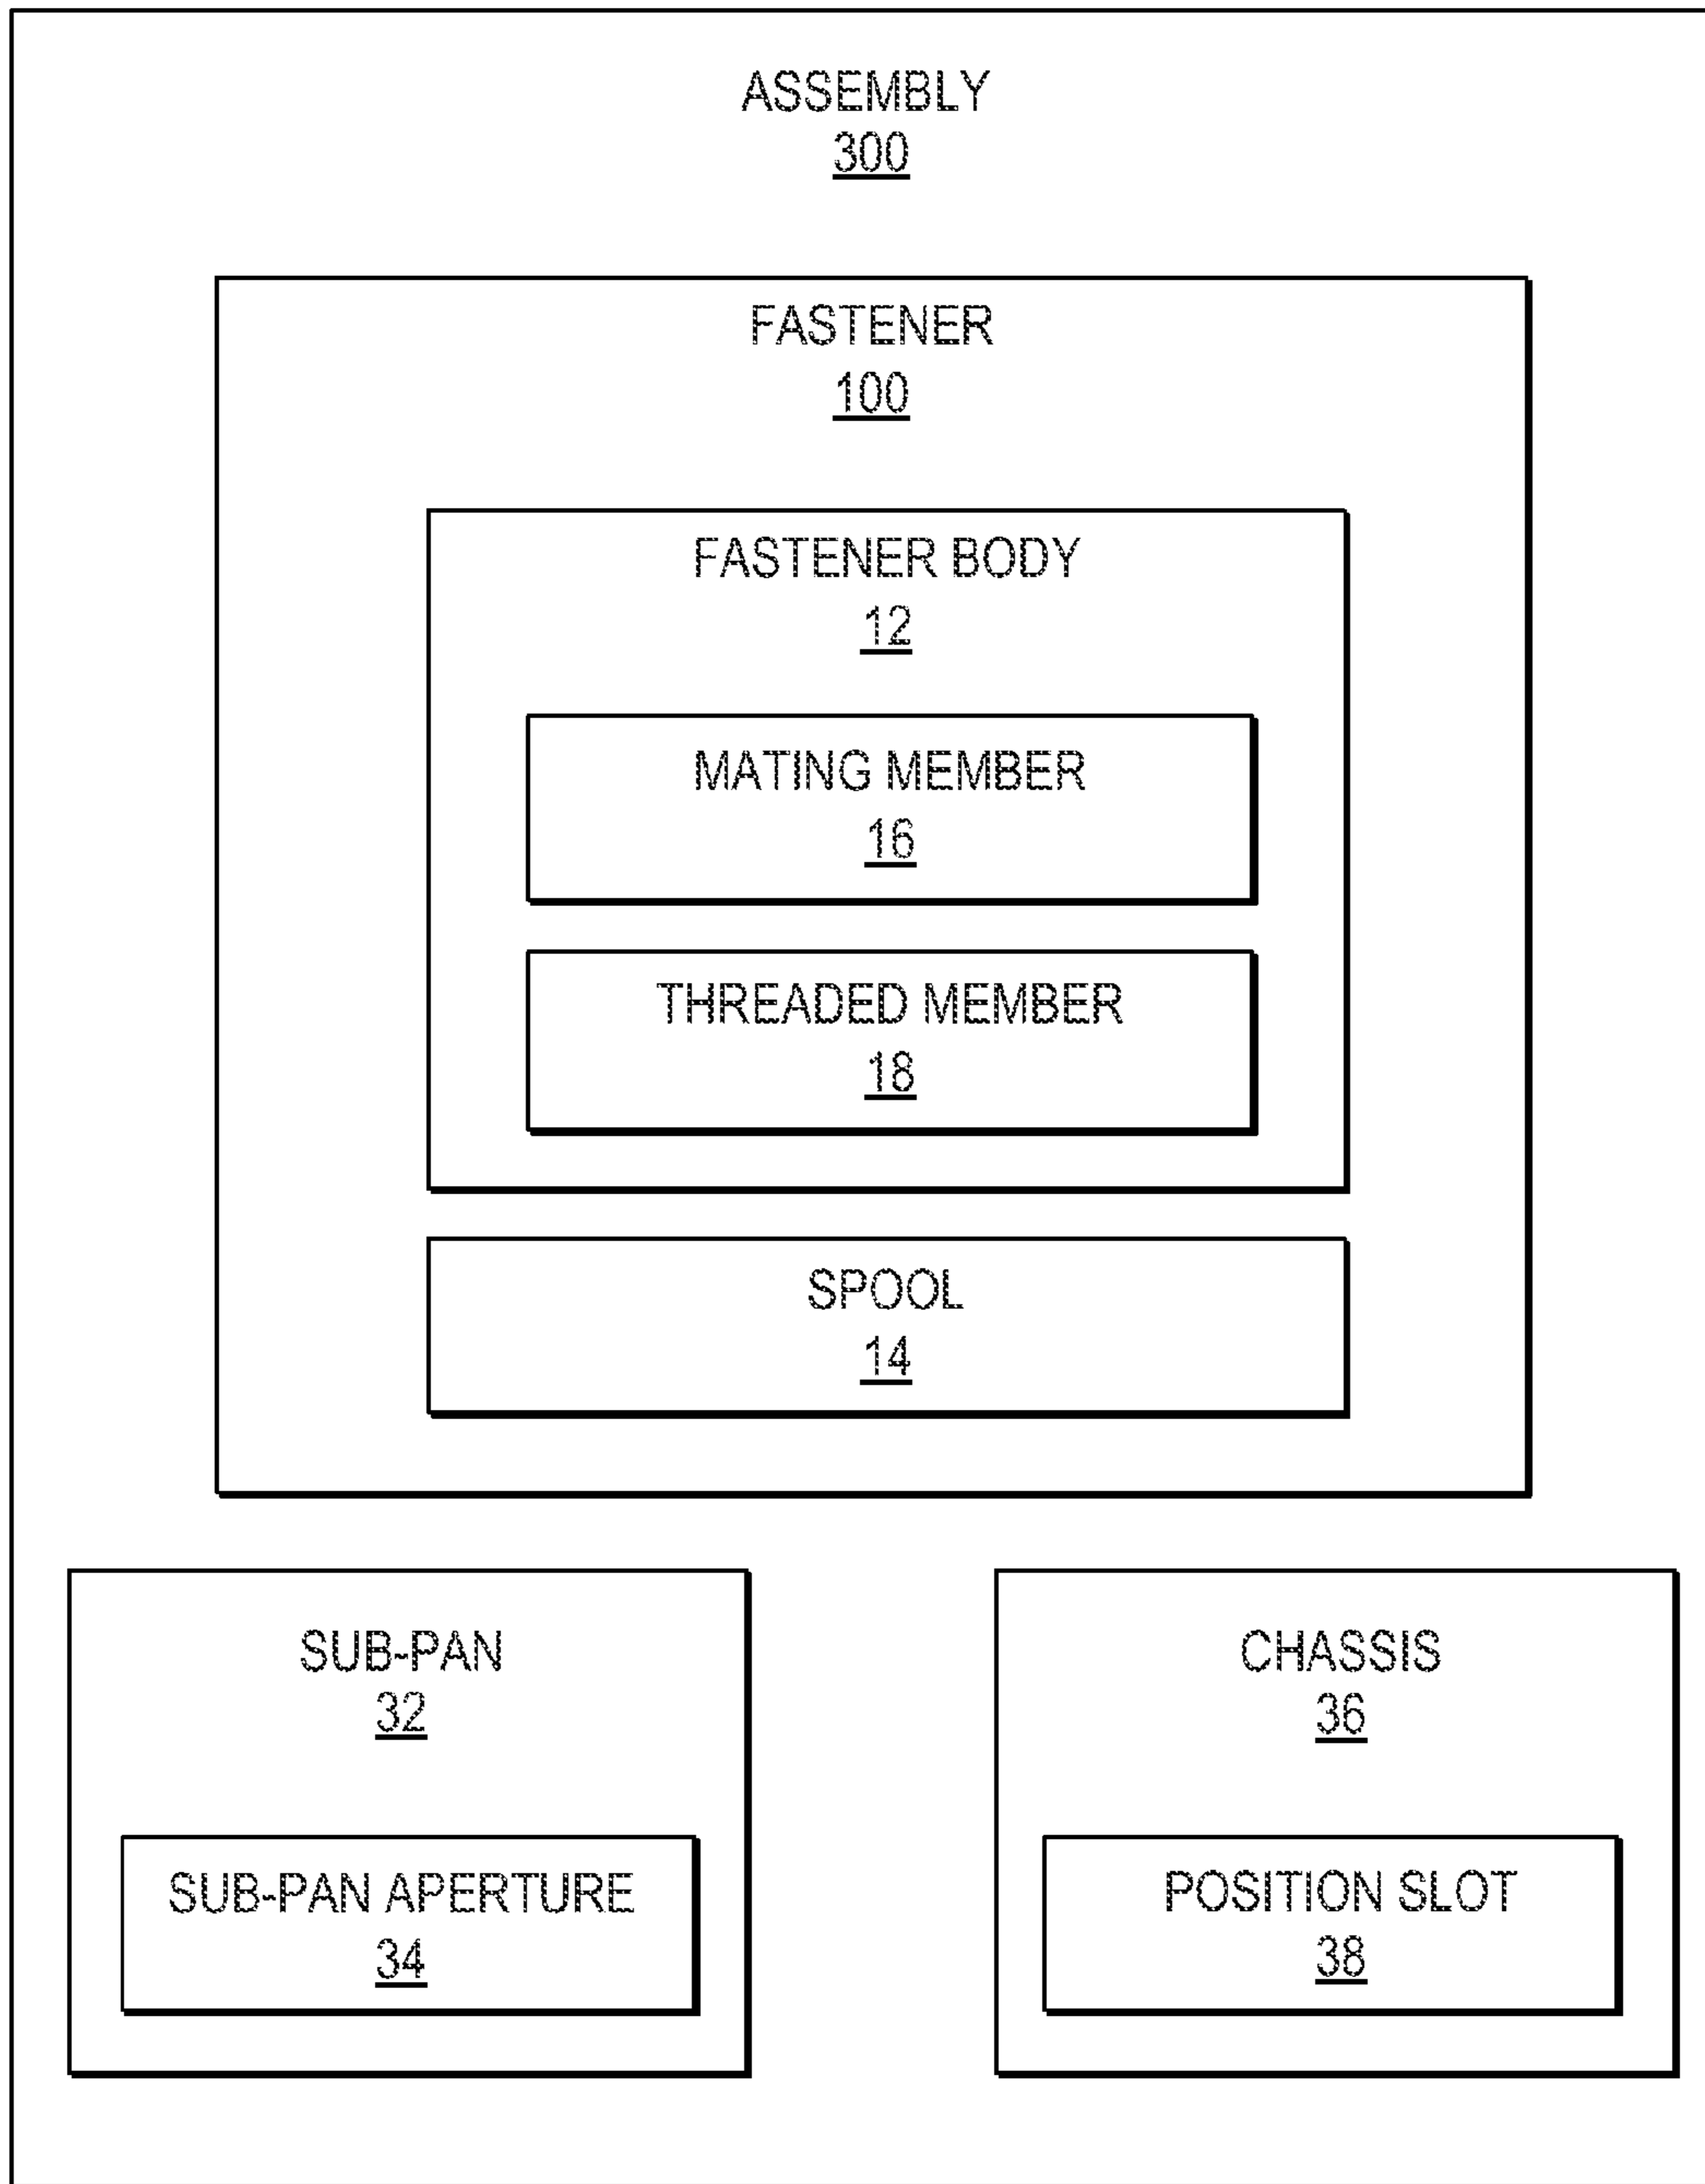 ASSEMBLY
300
FASTENER
100
FASTENER BODY
12
MATING MEMBER
16
THREADED MEMBER
18
SPOOL
14
SUB-PAN
32
SUB-PAN APERTURE
34
CHASSIS
36
POSITION SLOT
38